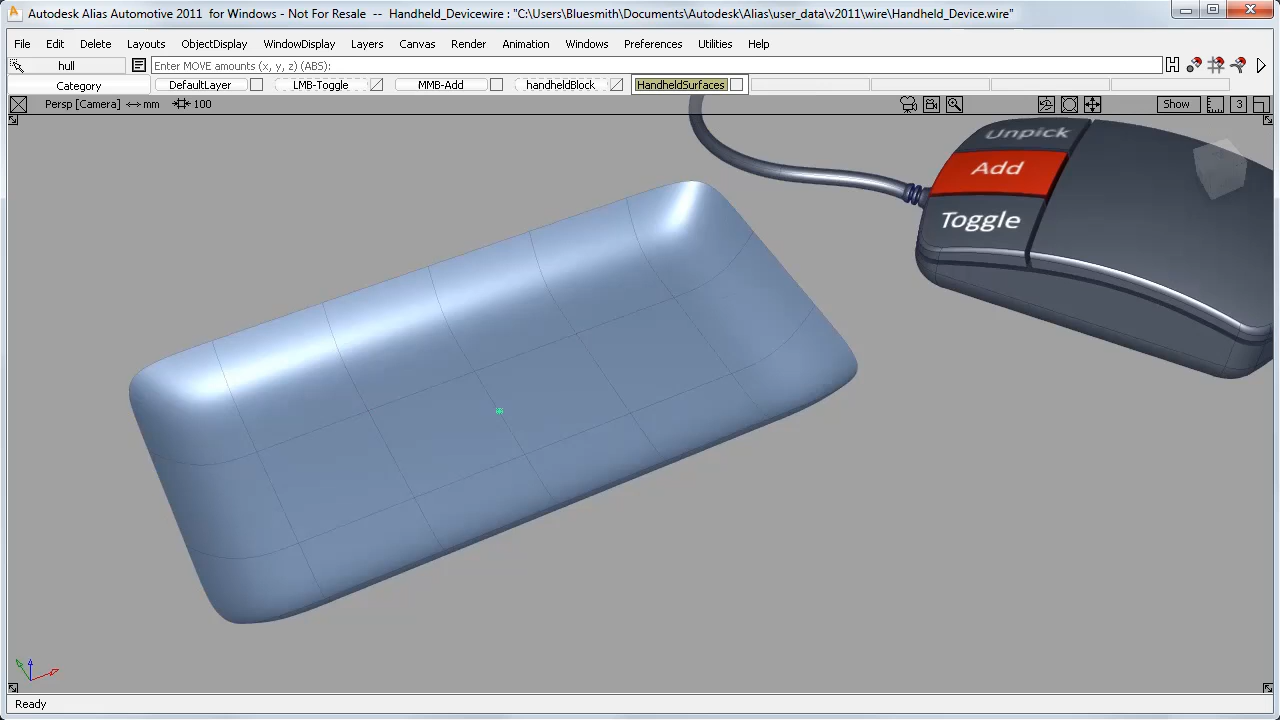 Autodesk Alias Automotive 2011 for Windows - Not For Resale -- Handheld_Devicewire : "C:\Users\Bluesmith\Documents\Autodesk\Alias\user_data\v2011\wire\Handheld_Device.wire"
File Edit Delete Layouts ObjectDisplay WindowDisplay Layers Canvas Render Animation Windows Preferences Utilities Help
hull Enter MOVE amounts (x, y, z) (ABS):
Category DefaultLayer LMB-Toggle MMB-Add handheldBlock HandheldSurfaces
Persp [Camera] mm 100 Show 3
Unpick
Add
Toggle
Ready